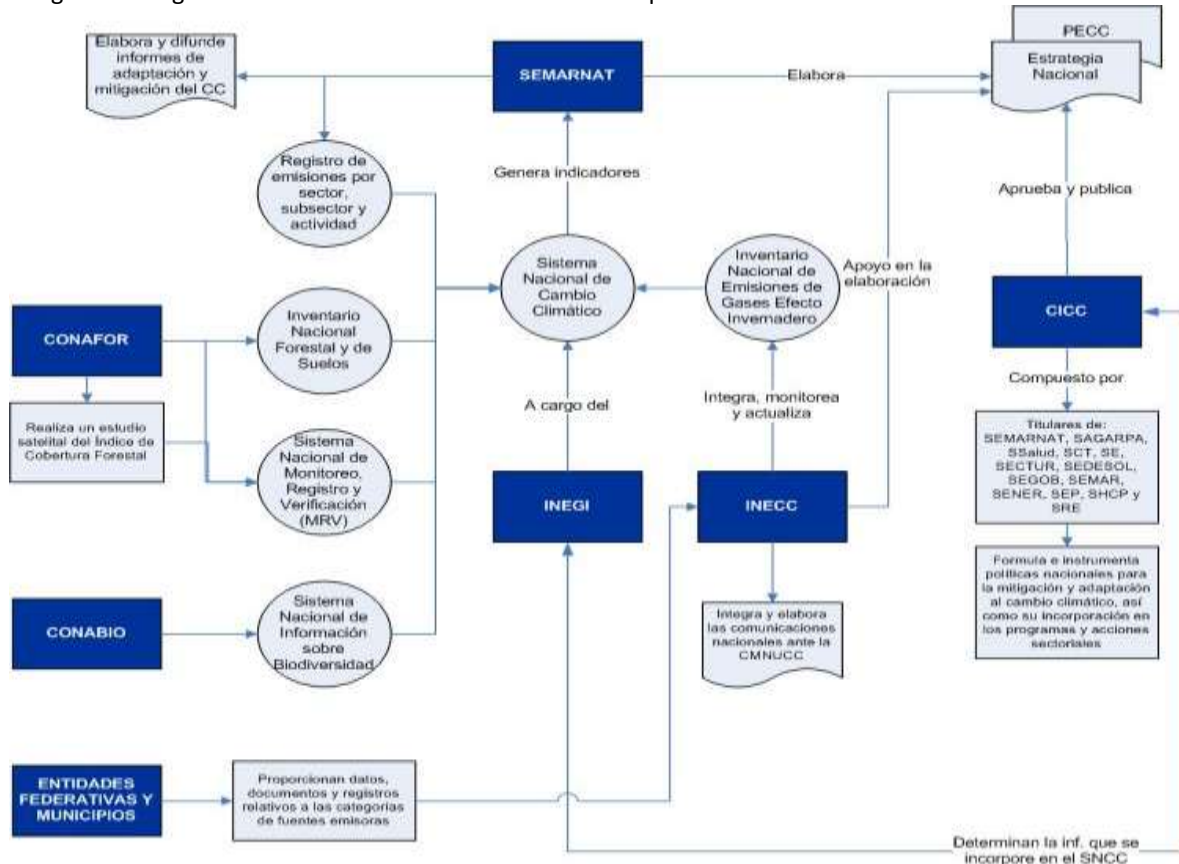 PECC
Estrategia
Nacional
Elabora y difunde
informes de
adaptación y
mitigación del CC
SEMARNAT
Elabora
Registro de
emisiones por
sector,
subsector y
actividad
Genera indicadores
Aprueba y publica
Sistema
Nacional de
Cambio
Climático
Inventario
Nacional de
Emisiones de
Gases Efecto
Invernadero
Apoyo en la
elaboración
CONAFOR
Inventario
Nacional
Forestal y de
Suelos
CICC
Compuesto por
A cargo del
Integra, monitorea
y actualiza
Realiza un estudio
satelital del Índice de
Cobertura Forestal
Sistema
Nacional de
Monitoreo,
Registro y
Verificación
(MRV)
INEGI
INECC
Titulares de:
SEMARNAT, SAGARPA,
SSalud, SCT, SE,
SECTUR, SEDESOL,
SEGOB, SEMAR,
SENER, SEP, SHCP y
SRE
Formula e instrumenta
políticas nacionales para
la mitigación y adaptación
al cambio climático, así
como su incorporación en
los programas y acciones
sectoriales
CONABIO
Sistema
Nacional de
Información
sobre
Biodiversidad
Integra y elabora
las comunicaciones
nacionales ante la
CMNUCC
ENTIDADES
FEDERATIVAS Y
MUNICIPIOS
Proporcionan datos,
documentos y registros
relativos a las categorías
de fuentes emisoras
Determinan la inf. que se
incorpore en el SNCC